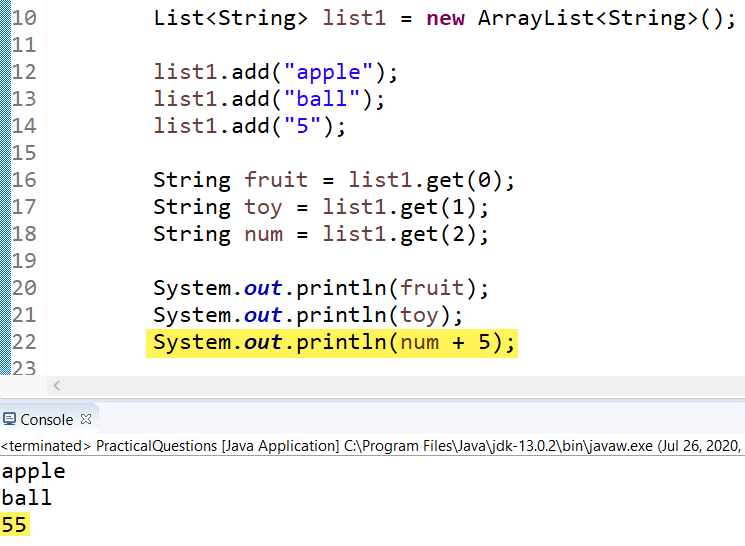 10 List<String> list1 = new ArrayList<String>();
11
12 list1.add("apple");
13 list1.add("ball");
14 list1.add("5");
15
16 String fruit = list1.get(0);
17 String toy = list1.get(1);
18 String num = list1.get(2);
19
20 System.out.println(fruit);
21 System.out.println(toy);
22 System.out.println(num + 5);
23
Console
<terminated> PracticalQuestions [Java Application] C:\Program Files\Java\jdk-13.0.2\bin\javaw.exe (Jul 26, 2020,
apple
ball
55